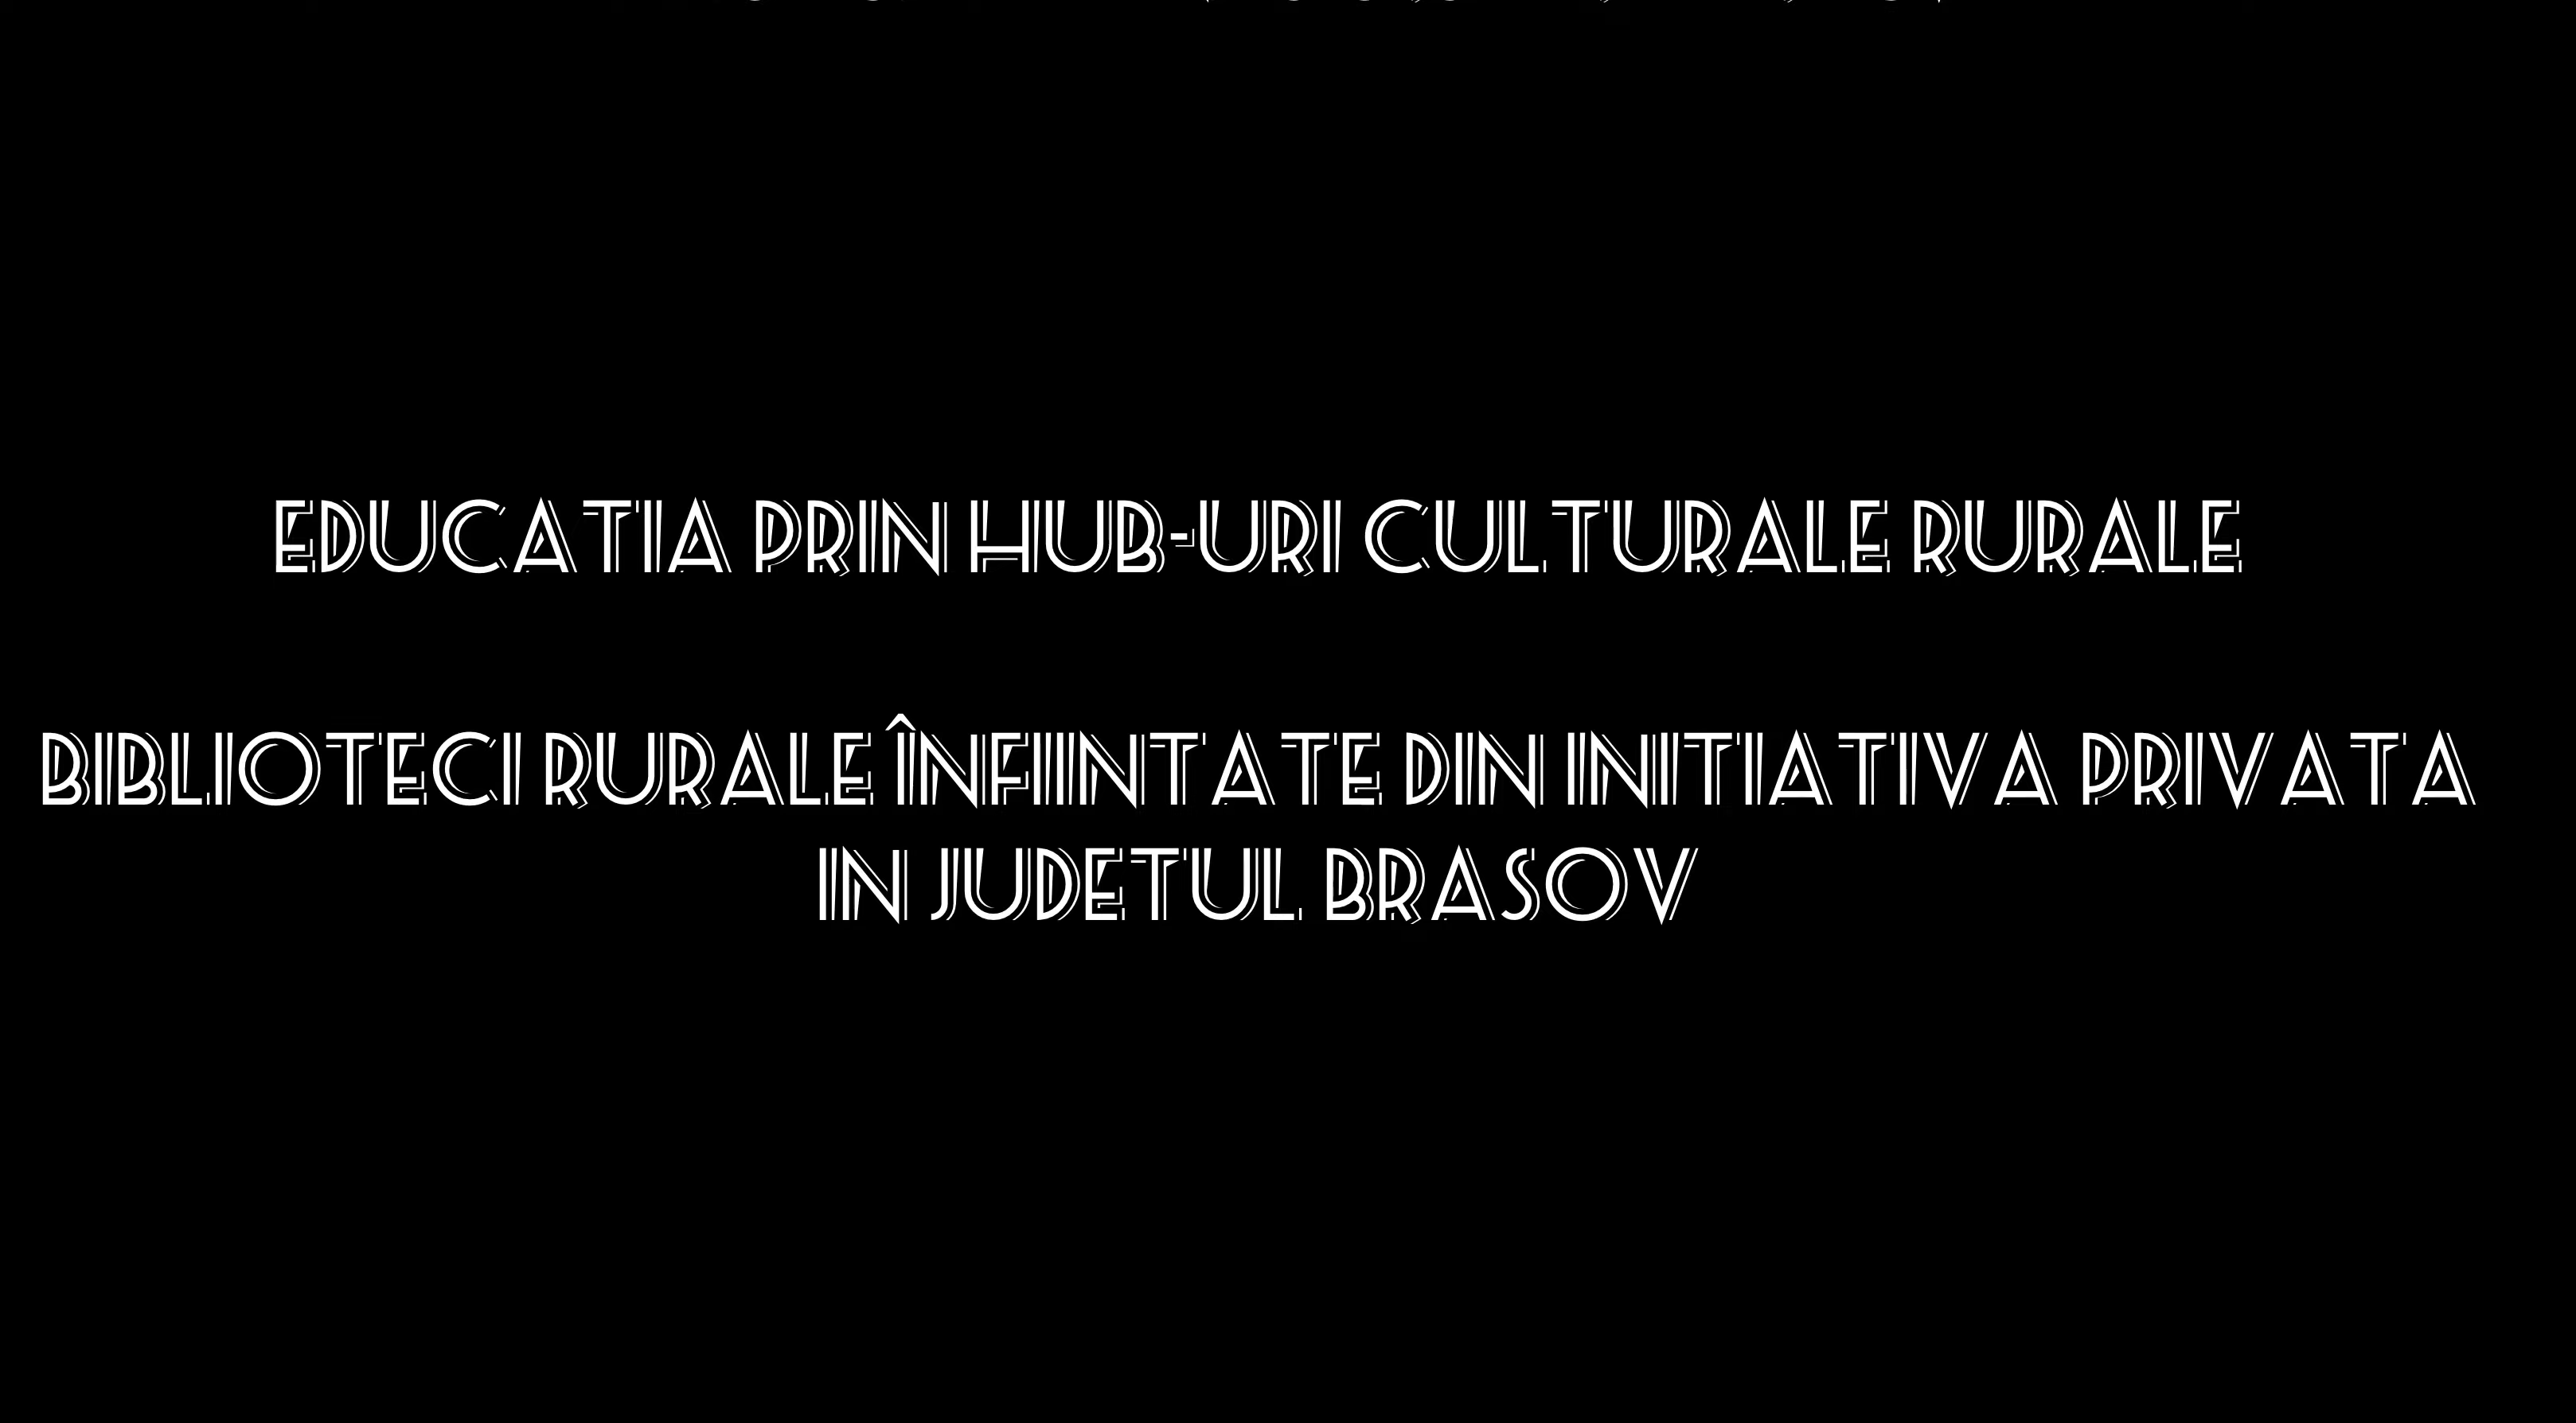 EDUCATIA PRIN HUB-URI CULTURALE RURALE
BIBLIOTECI RURALE ÎNFIINTATE DIN INITIATIVA PRIVATA
IN JUDETUL BRASOV